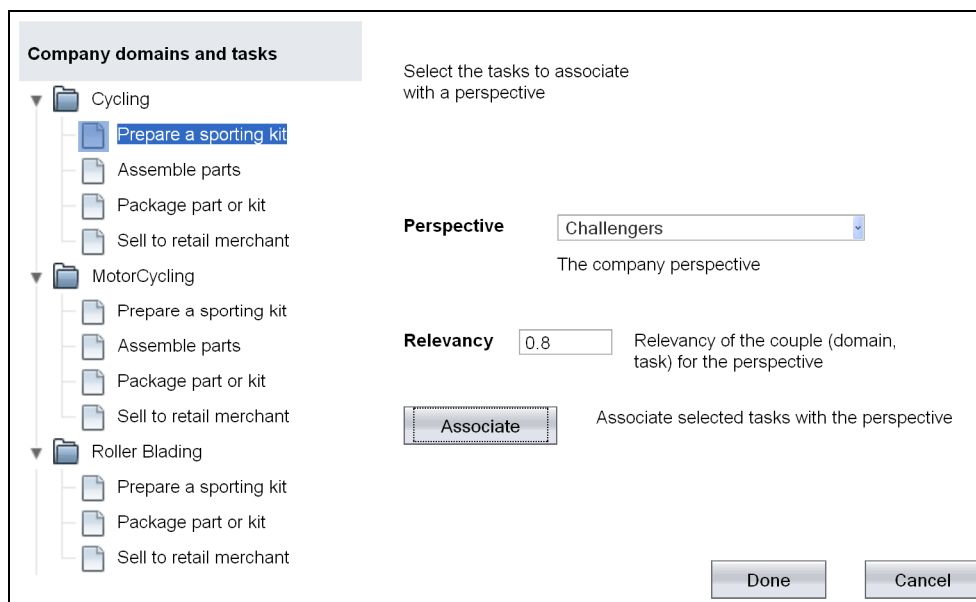 Company domains and tasks
Cycling
Prepare a sporting kit
Assemble parts
Package part or kit
Sell to retail merchant
MotorCycling
Prepare a sporting kit
Assemble parts
Package part or kit
Sell to retail merchant
Roller Blading
Prepare a sporting kit
Package part or kit
Sell to retail merchant
Select the tasks to associate
with a perspective
Perspective Challengers
The company perspective
Relevancy 0.8 Relevancy of the couple (domain,
task) for the perspective
Associate Associate selected tasks with the perspective
Done Cancel